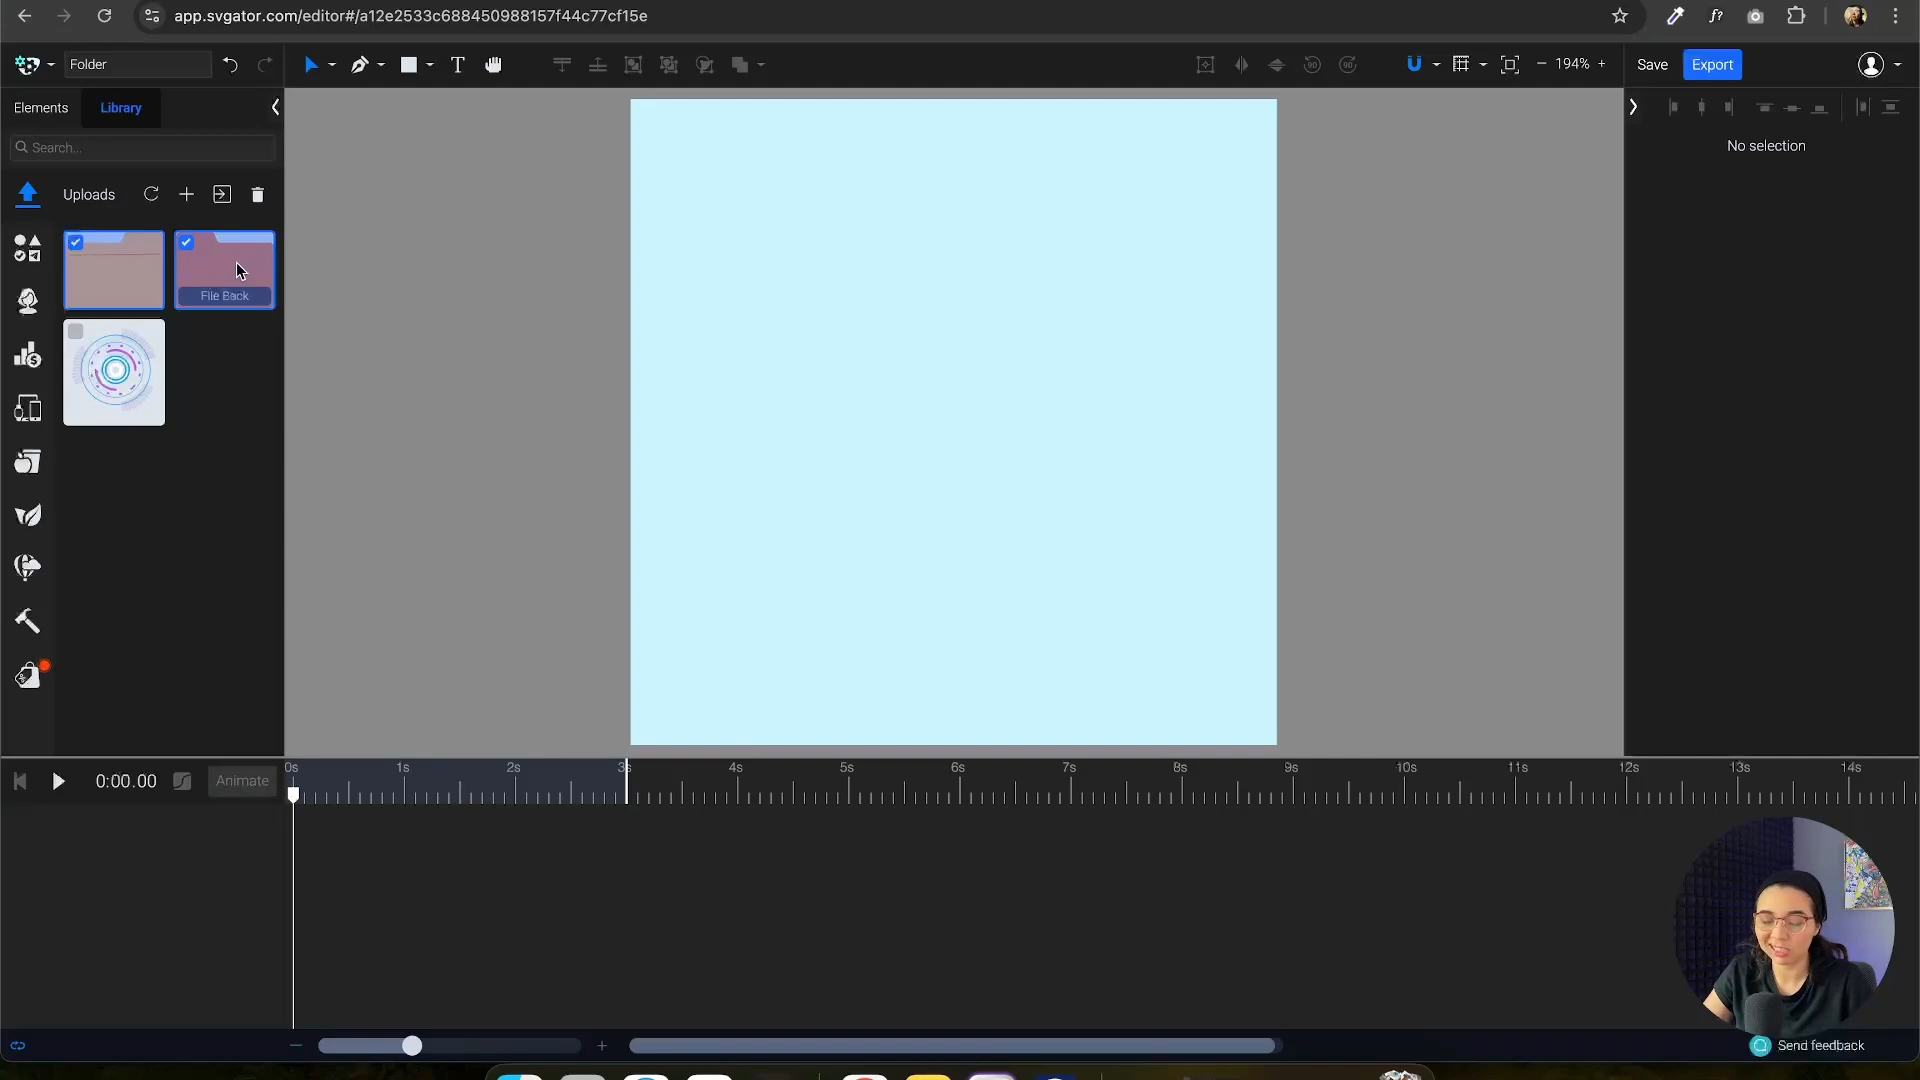 app.svgator.com/editor#/a12e2533c688450988157f44c77cf15e
Folder
194%
Save
Export
Elements
Library
Search...
No selection
Uploads
File Back
0:00.00
Animate
0s
1s
2s
3s
4s
5s
6s
7s
8s
9s
10s
11s
12s
13s
14s
Send feedback